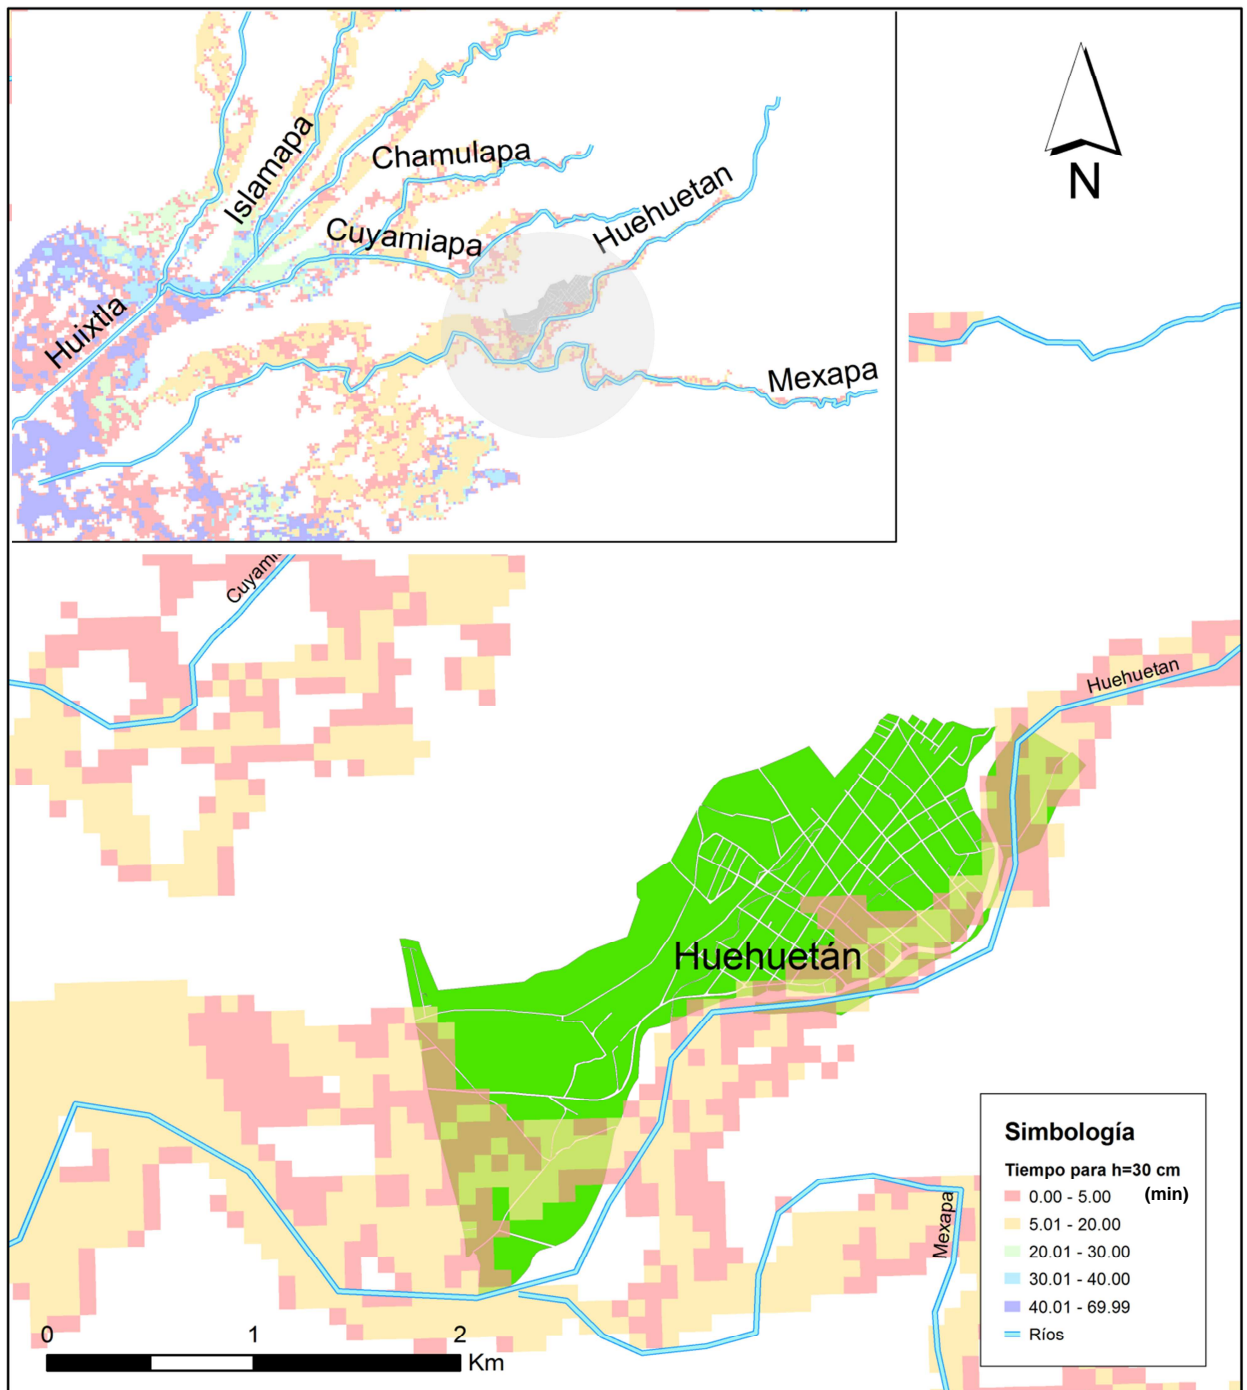 Islamapa
Chamulapa
Huehuetan
Cuyamiapa
Huixtla
Mexapa
N
Cuyami
Huehuetan
Huehuetán
Mexapa
Simbología
Tiempo para h=30 cm
(min)
0.00 - 5.00
5.01 - 20.00
20.01 - 30.00
30.01 - 40.00
40.01 - 69.99
Ríos
0 1 2
Km